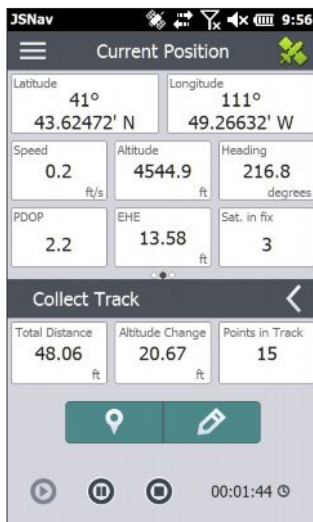 JSNav 9:56
Current Position
Latitude Longitude
41° 111°
43.62472' N 49.26632' W
Speed Altitude Heading
0.2 4544.9 216.8
ft/s ft degrees
PDOP EHE Sat. in fix
2.2 13.58 3
ft
Collect Track
Total Distance Altitude Change Points in Track
48.06 20.67 15
ft ft
00:01:44